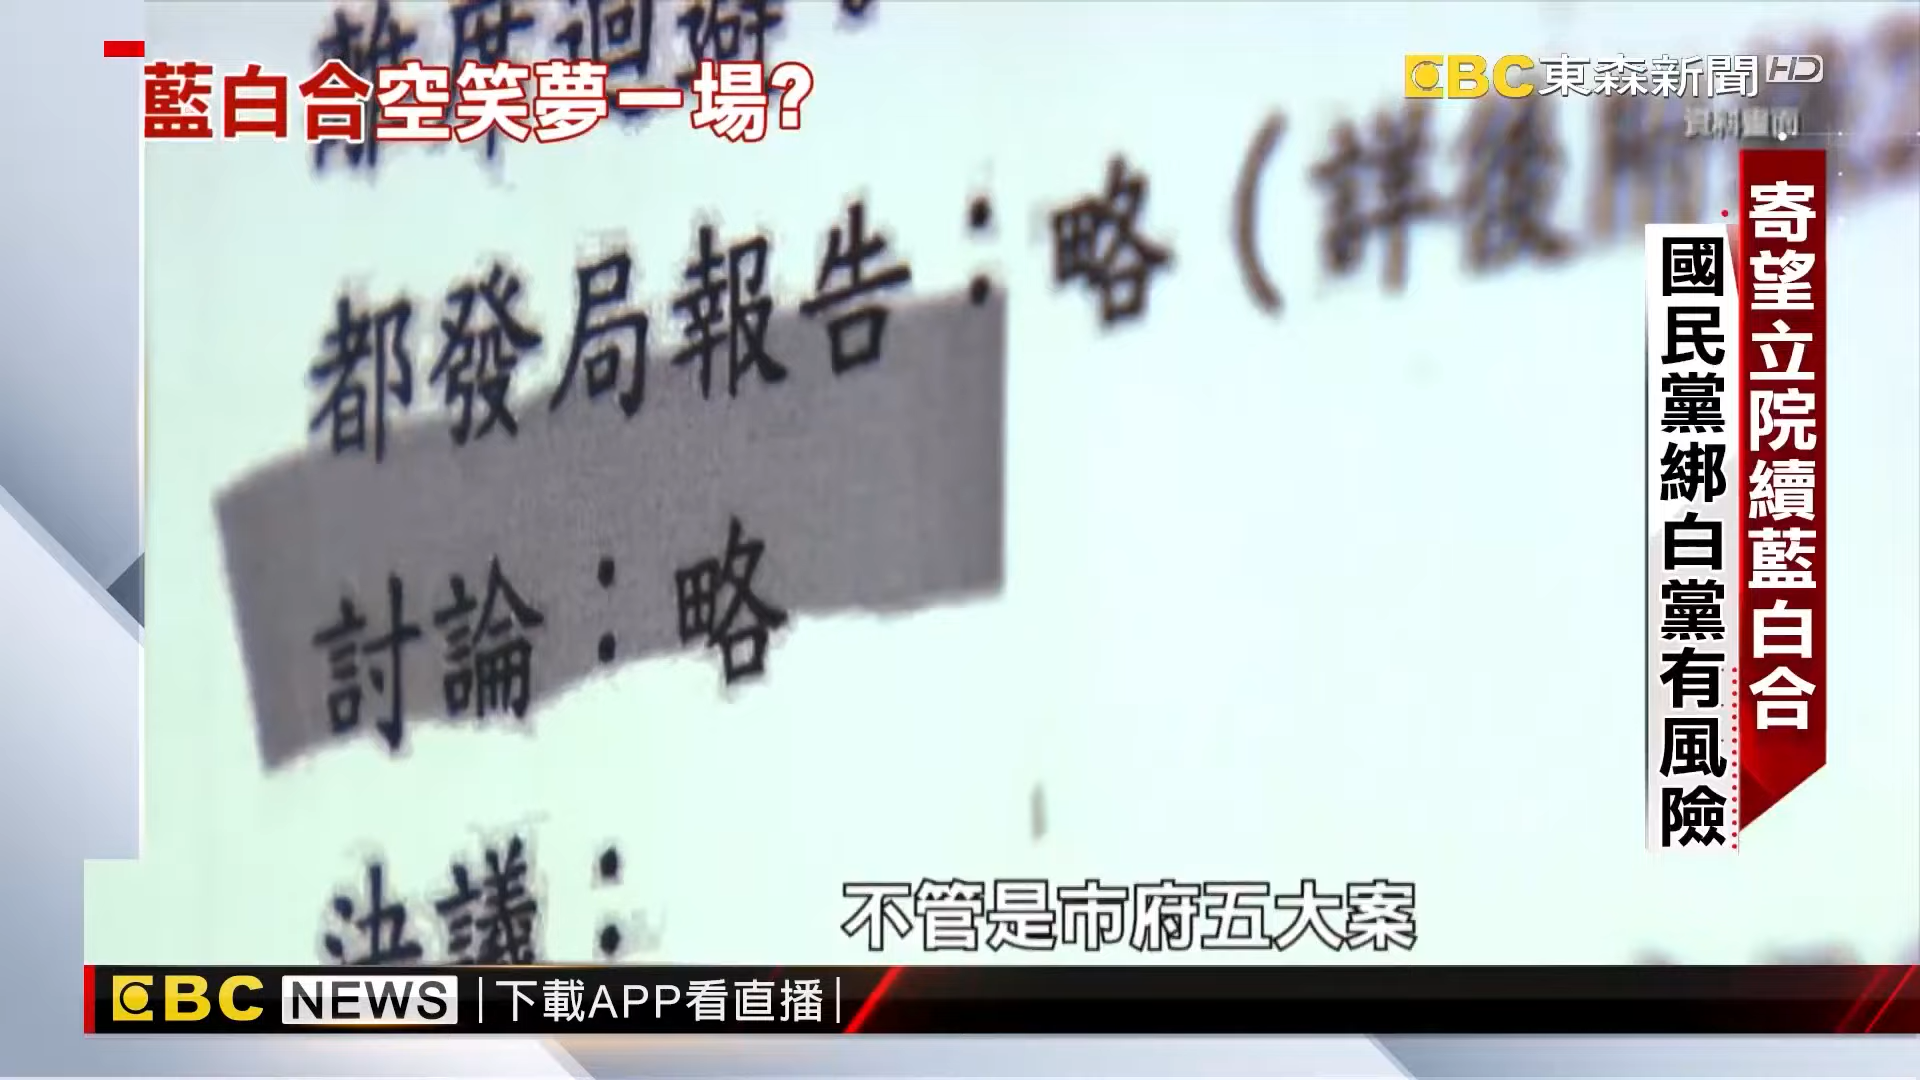 藍白合空笑夢一場?
EBC東森新聞HD
資料畫面
寄望立院續藍白合
國民黨綁白黨有風險
都發局報告：略（詳後附
討論：略
決議：
不管是市府五大案
EBC NEWS
下載APP看直播